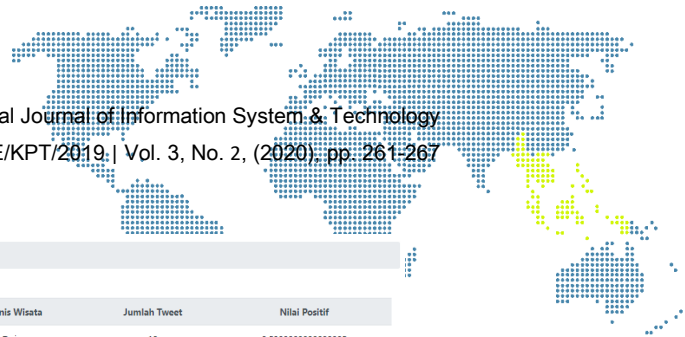 al Journal of Information System & Technology
E/KPT/2019 | Vol. 3, No. 2, (2020), pp. 261-267
nis Wisata Jumlah Tweet Nilai Positif